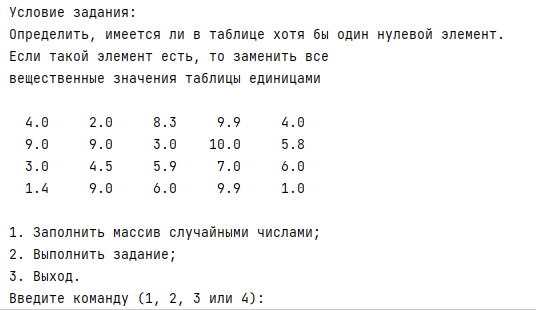 Условие задания:
Определить, имеется ли в таблице хотя бы один нулевой элемент.
Если такой элемент есть, то заменить все
вещественные значения таблицы единицами
4.0 2.0 8.3 9.9 4.0
9.0 9.0 3.0 10.0 5.8
3.0 4.5 5.9 7.0 6.0
1.4 9.0 6.0 9.9 1.0
1. Заполнить массив случайными числами;
2. Выполнить задание;
3. Выход.
Введите команду (1, 2, 3 или 4):